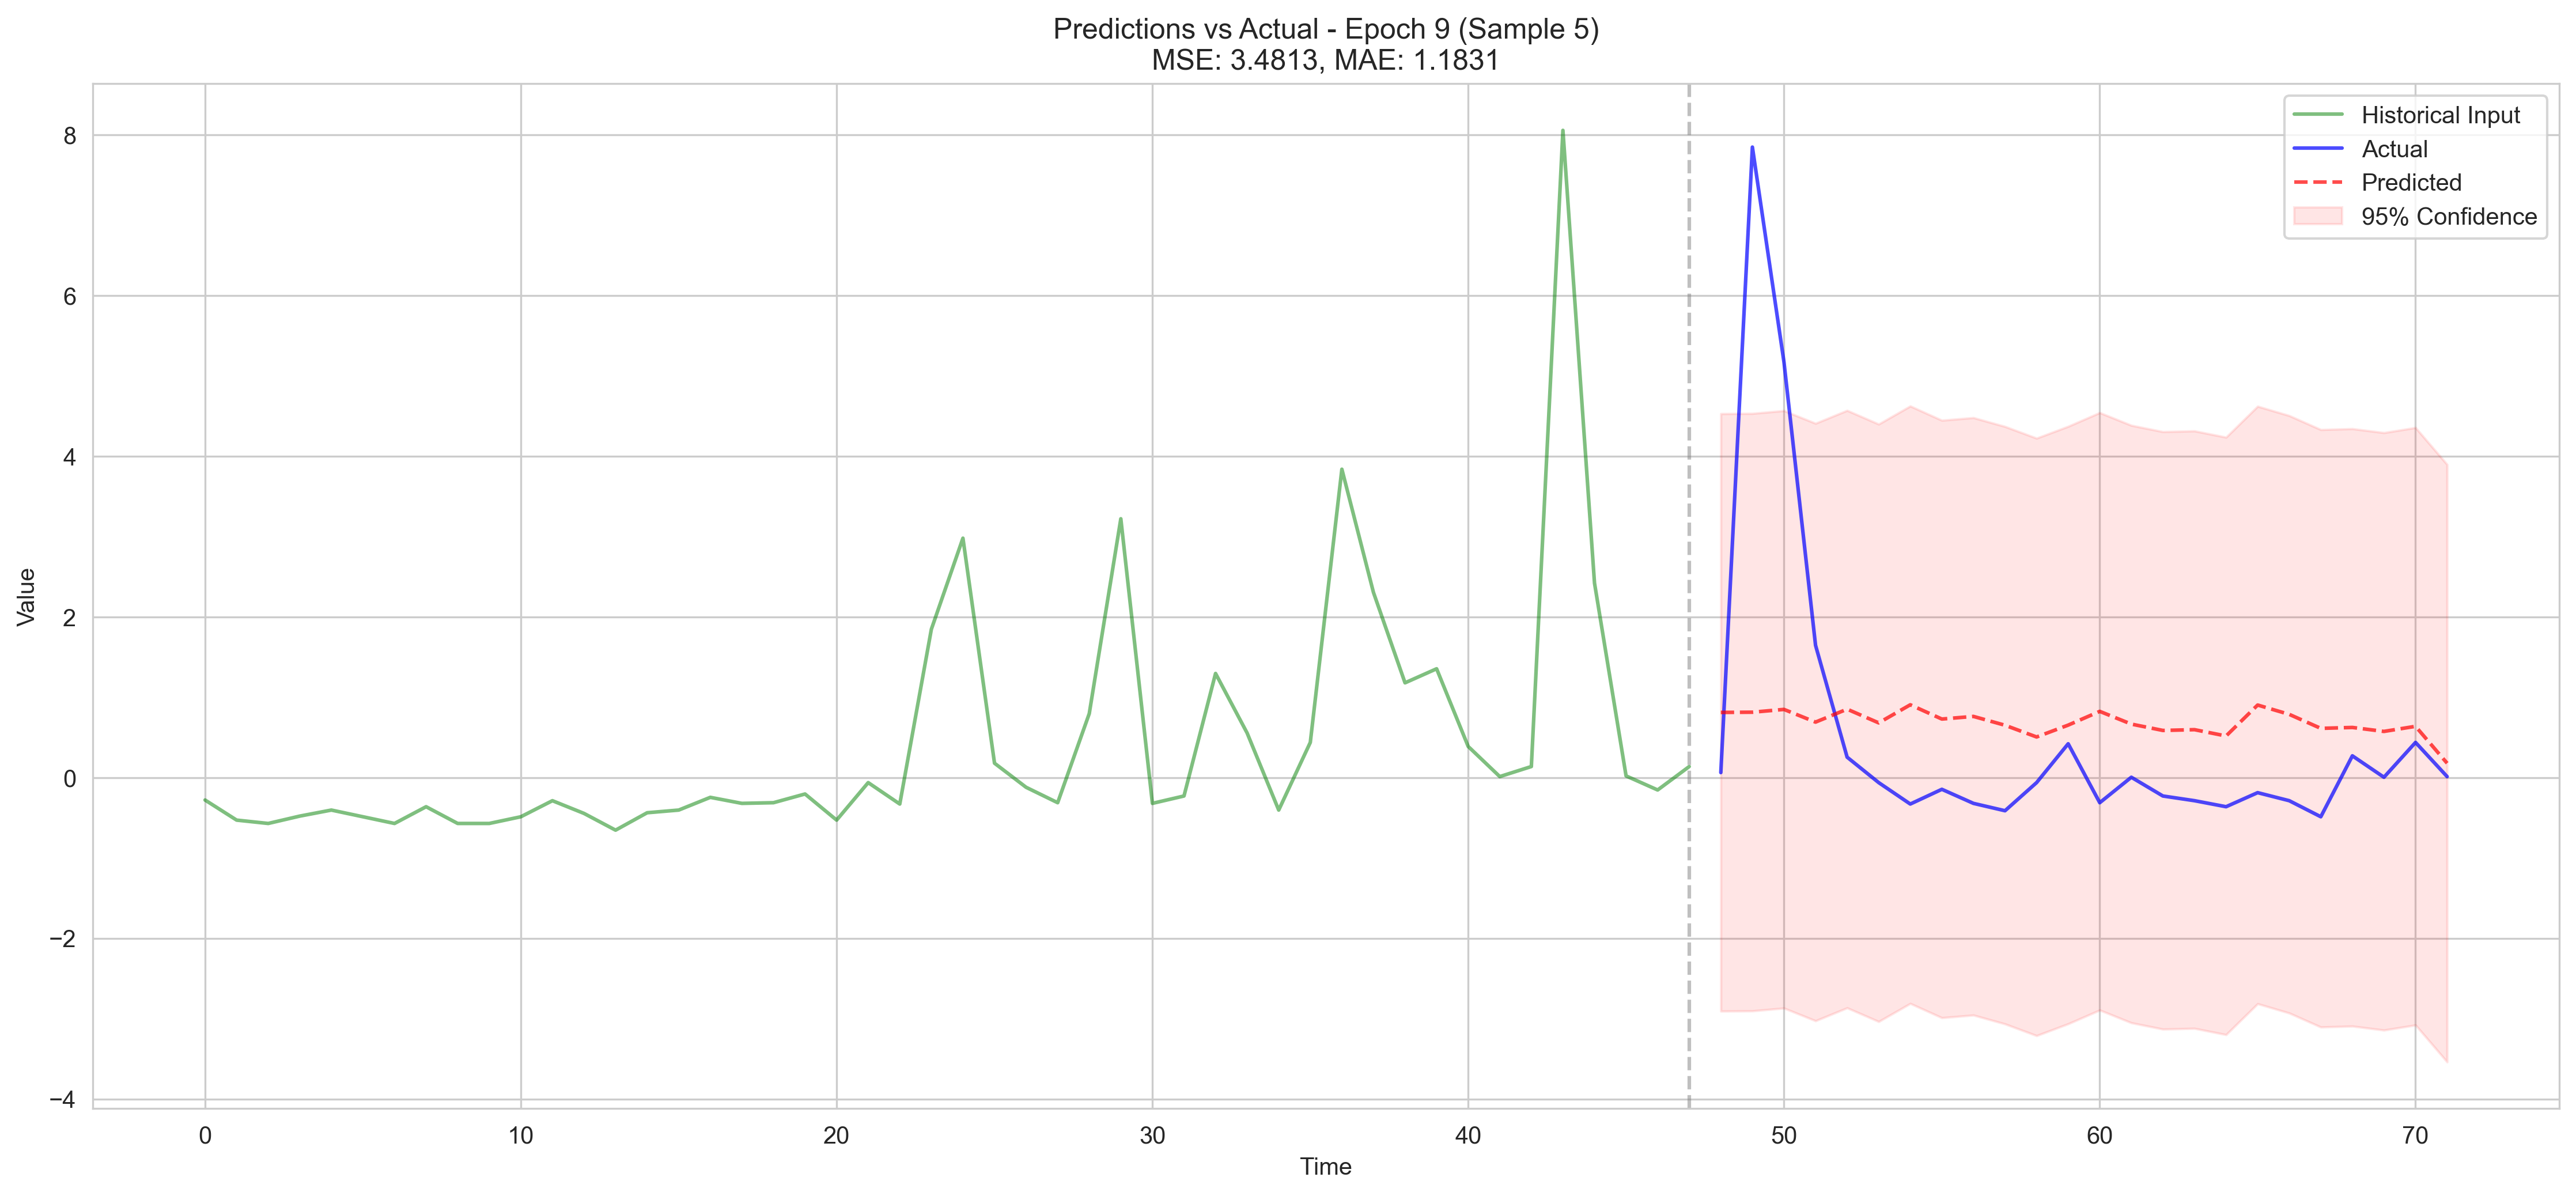 Predictions vs Actual - Epoch 9 (Sample 5)
MSE: 3.4813, MAE: 1.1831
Historical Input
Actual
Predicted
95% Confidence
8
6
4
2
0
−2
−4
Value
0 10 20 30 40 50 60 70
Time